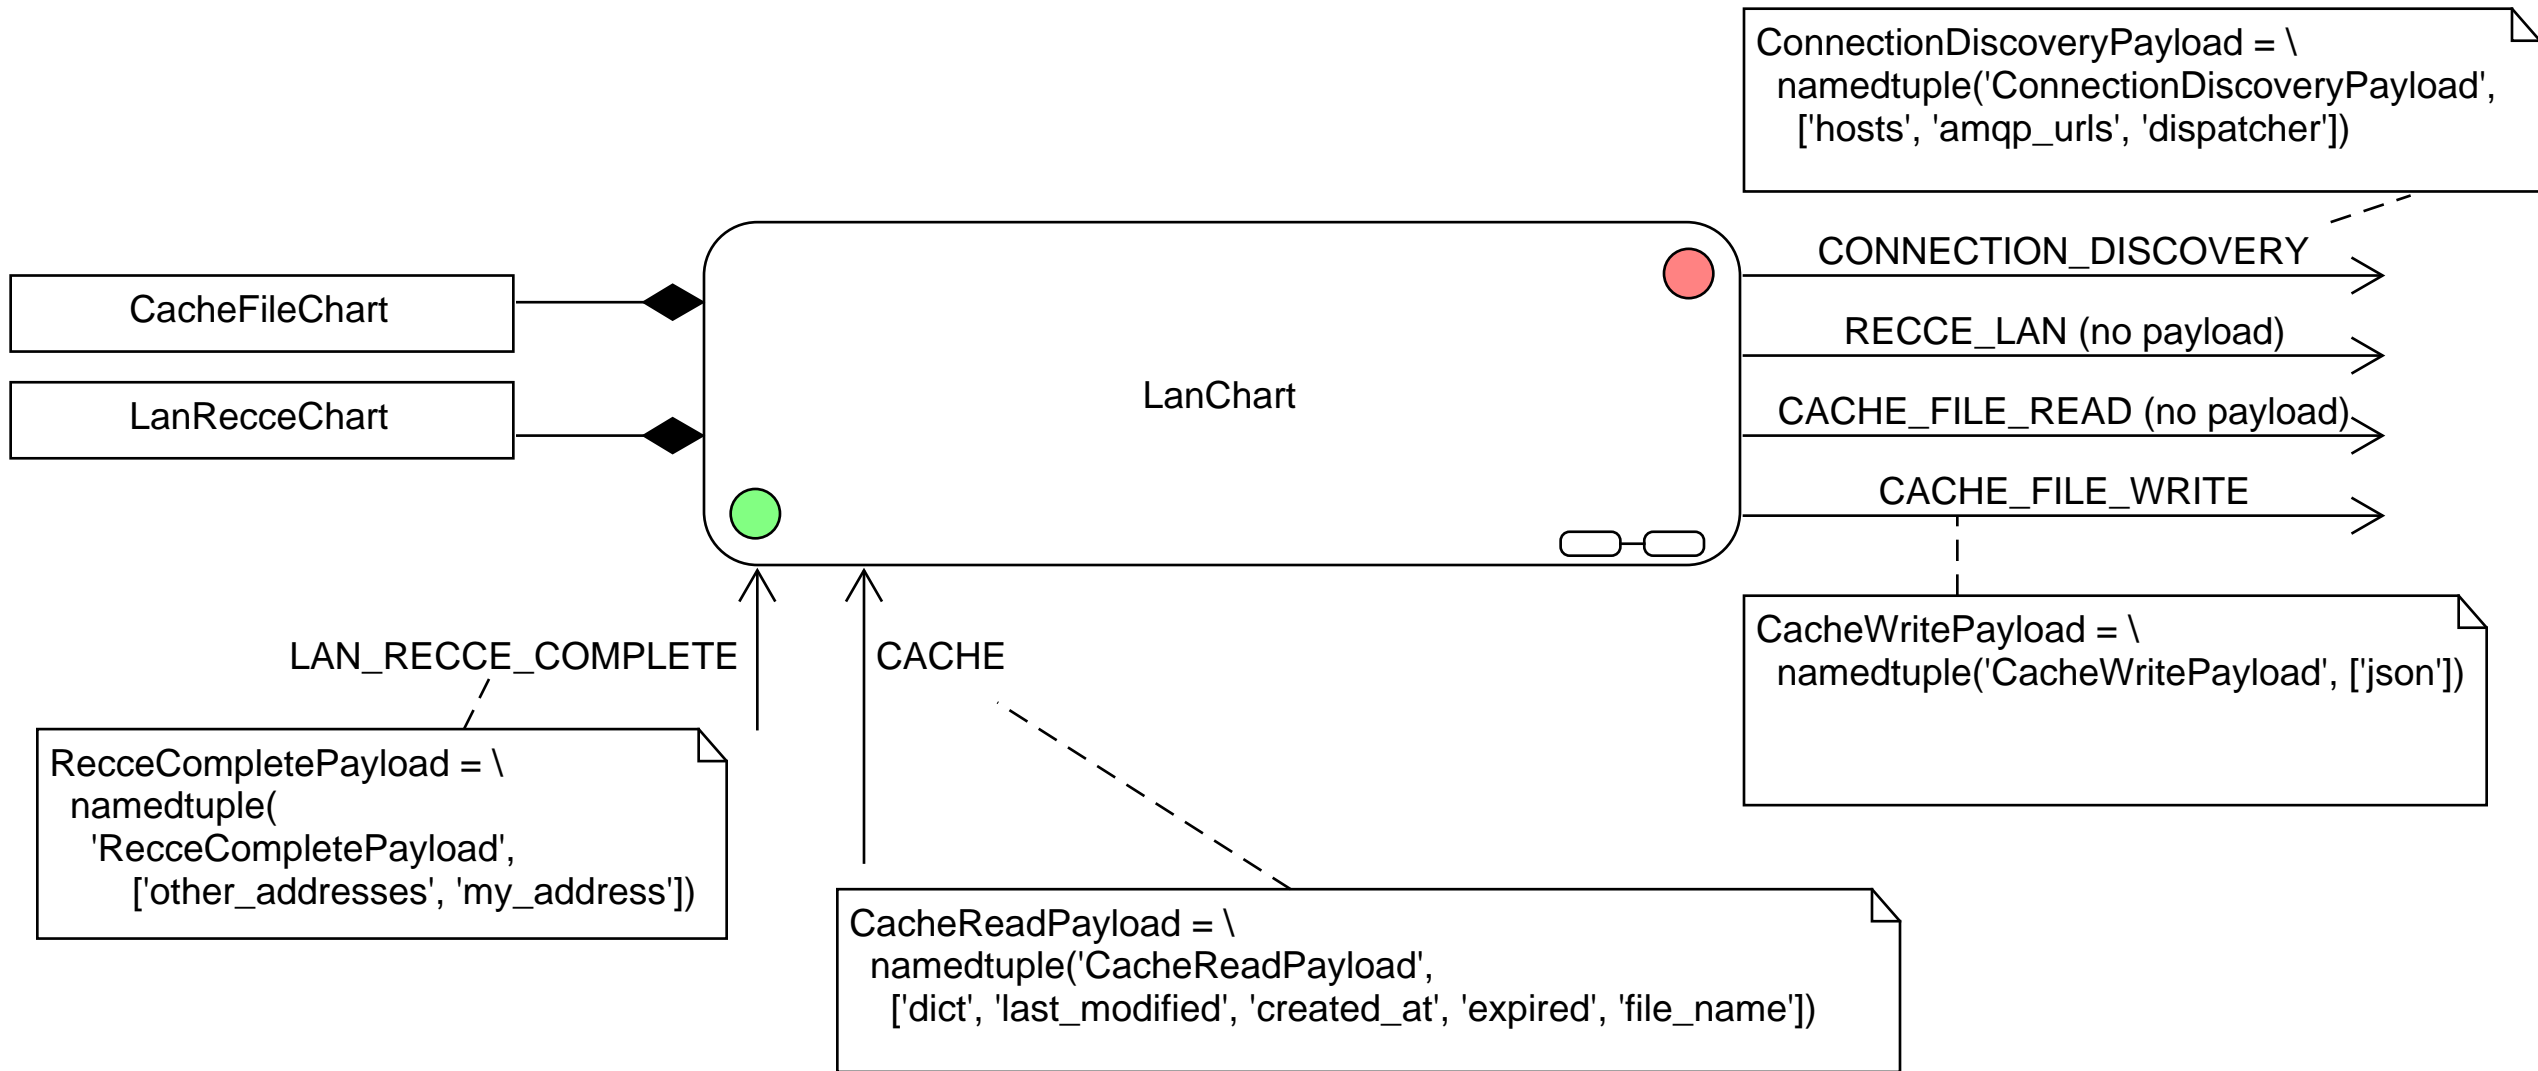 ConnectionDiscoveryPayload = \
namedtuple('ConnectionDiscoveryPayload',
['hosts', 'amqp_urls', 'dispatcher'])
CONNECTION_DISCOVERY
CacheFileChart
RECCE_LAN (no payload)
LanChart
LanRecceChart
CACHE_FILE_READ (no payload)
CACHE_FILE_WRITE
LAN_RECCE_COMPLETE
CACHE
CacheWritePayload = \
namedtuple('CacheWritePayload', ['json'])
RecceCompletePayload = \
namedtuple(
'RecceCompletePayload',
['other_addresses', 'my_address'])
CacheReadPayload = \
namedtuple('CacheReadPayload',
['dict', 'last_modified', 'created_at', 'expired', 'file_name'])